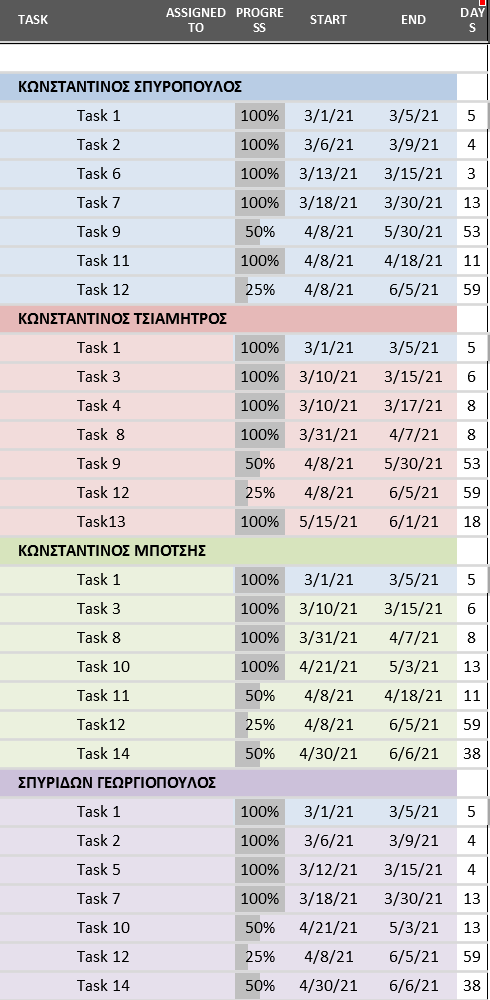 TASK ASSIGNED TO PROGRESS START END DAYS
ΚΩΝΣΤΑΝΤΙΝΟΣ ΣΠΥΡΟΠΟΥΛΟΣ
Task 1 100% 3/1/21 3/5/21 5
Task 2 100% 3/6/21 3/9/21 4
Task 6 100% 3/13/21 3/15/21 3
Task 7 100% 3/18/21 3/30/21 13
Task 9 50% 4/8/21 5/30/21 53
Task 11 100% 4/8/21 4/18/21 11
Task 12 25% 4/8/21 6/5/21 59
ΚΩΝΣΤΑΝΤΙΝΟΣ ΤΣΙΑΜΗΤΡΟΣ
Task 1 100% 3/1/21 3/5/21 5
Task 3 100% 3/10/21 3/15/21 6
Task 4 100% 3/10/21 3/17/21 8
Task  8 100% 3/31/21 4/7/21 8
Task 9 50% 4/8/21 5/30/21 53
Task 12 25% 4/8/21 6/5/21 59
Task13 100% 5/15/21 6/1/21 18
ΚΩΝΣΤΑΝΤΙΝΟΣ ΜΠΟΤΣΗΣ
Task 1 100% 3/1/21 3/5/21 5
Task 3 100% 3/10/21 3/15/21 6
Task 8 100% 3/31/21 4/7/21 8
Task 10 100% 4/21/21 5/3/21 13
Task 11 50% 4/8/21 4/18/21 11
Task12 25% 4/8/21 6/5/21 59
Task 14 50% 4/30/21 6/6/21 38
ΣΠΥΡΙΔΩΝ ΓΕΩΡΓΙΟΠΟΥΛΟΣ
Task 1 100% 3/1/21 3/5/21 5
Task 2 100% 3/6/21 3/9/21 4
Task 5 100% 3/12/21 3/15/21 4
Task 7 100% 3/18/21 3/30/21 13
Task 10 50% 4/21/21 5/3/21 13
Task 12 25% 4/8/21 6/5/21 59
Task 14 50% 4/30/21 6/6/21 38